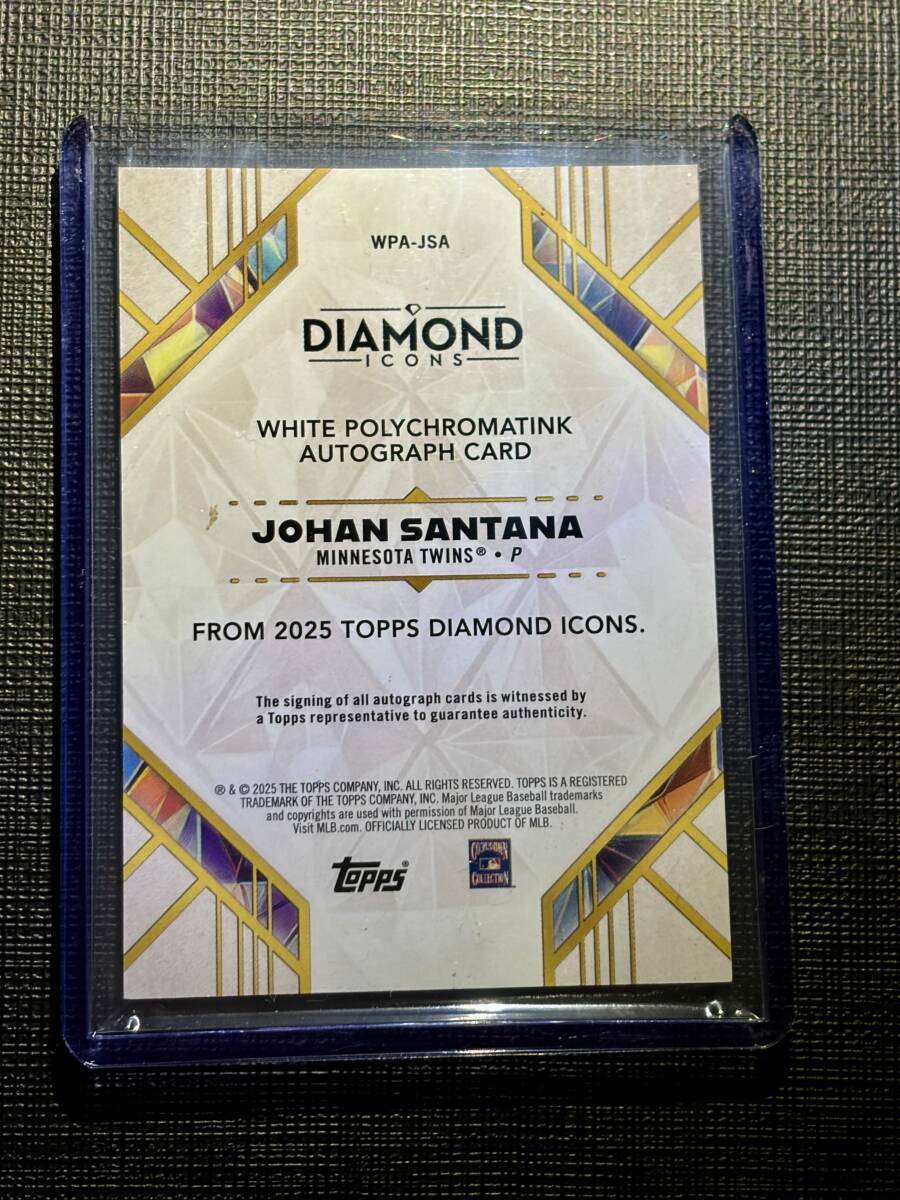 WPA-JSA
DIAMOND
ICONS
WHITE POLYCHROMATINK
AUTOGRAPH CARD
JOHAN SANTANA
MINNESOTA TWINS® • P
FROM 2025 TOPPS DIAMOND ICONS.
The signing of all autograph cards is witnessed by
a Topps representative to guarantee authenticity.
® & © 2025 THE TOPPS COMPANY, INC. ALL RIGHTS RESERVED. TOPPS IS A REGISTERED
TRADEMARK OF THE TOPPS COMPANY, INC. Major League Baseball trademarks
and copyrights are used with permission of Major League Baseball.
Visit MLB.com. OFFICIALLY LICENSED PRODUCT OF MLB.
topps®
COOPERSTOWN
COLLECTION